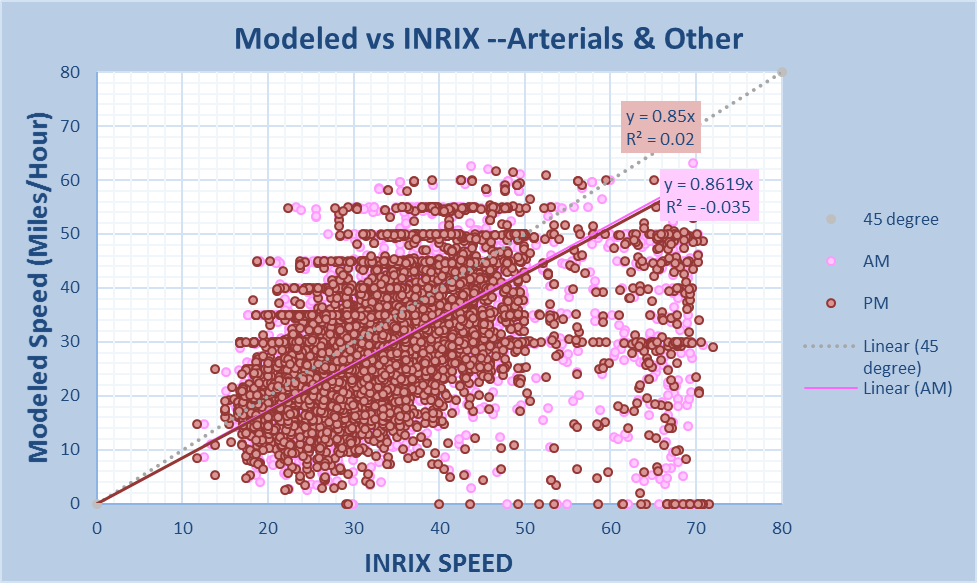 Modeled vs INRIX --Arterials & Other
Modeled Speed (Miles/Hour)
80
70
60
50
40
30
20
10
0
0 10 20 30 40 50 60 70 80
INRIX SPEED
y = 0.85x
R² = 0.02
y = 0.8619x
R² = -0.035
45 degree
AM
PM
Linear (45
degree)
Linear (AM)